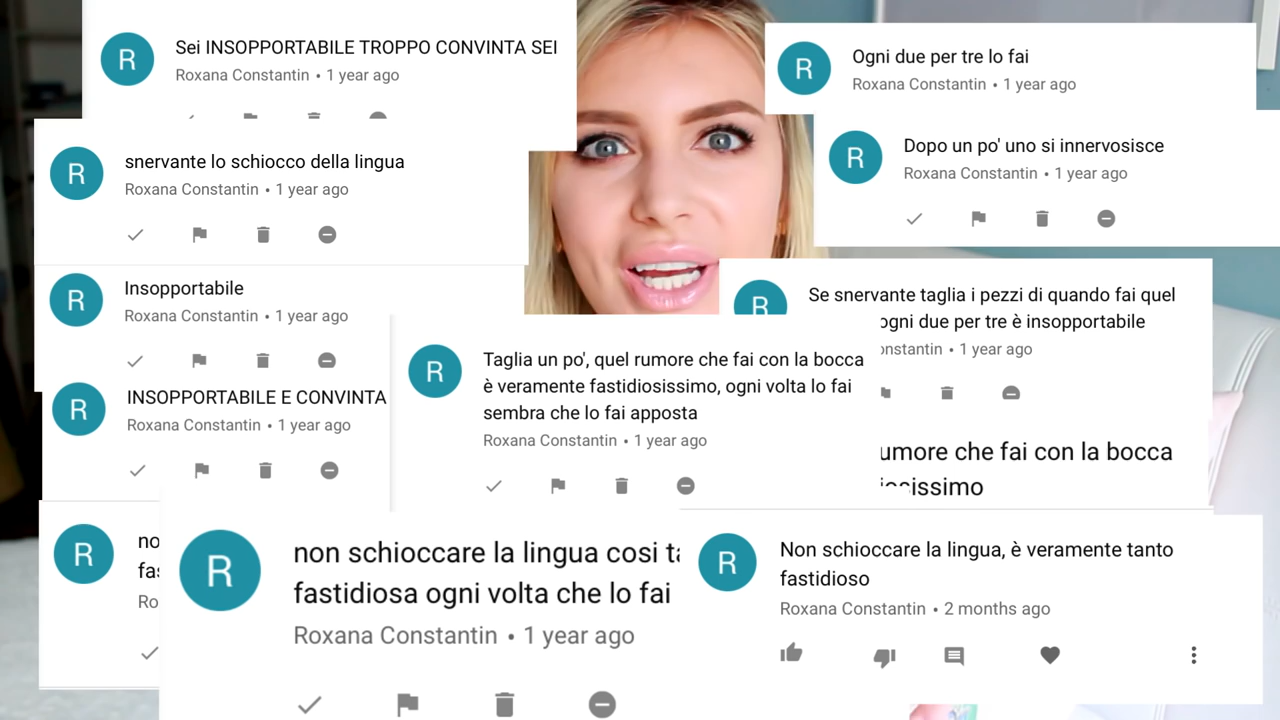 R
Sei INSOPPORTABILE TROPPO CONVINTA SEI
Roxana Constantin • 1 year ago
R
snervante lo schiocco della lingua
Roxana Constantin • 1 year ago
R
Insopportabile
Roxana Constantin • 1 year ago
R
INSOPPORTABILE E CONVINTA
Roxana Constantin • 1 year ago
R
R
non schioccare la lingua cosi
fastidiosa ogni volta che lo fai
Roxana Constantin • 1 year ago
R
Taglia un po', quel rumore che fai con la bocca
è veramente fastidiosissimo, ogni volta lo fai
sembra che lo fai apposta
Roxana Constantin • 1 year ago
R
Ogni due per tre lo fai
Roxana Constantin • 1 year ago
R
Dopo un po' uno si innervosisce
Roxana Constantin • 1 year ago
R
Se snervante taglia i pezzi di quando fai quel
ogni due per tre è insopportabile
onstantin • 1 year ago
umore che fai con la bocca
R
Non schioccare la lingua, è veramente tanto
fastidioso
Roxana Constantin • 2 months ago